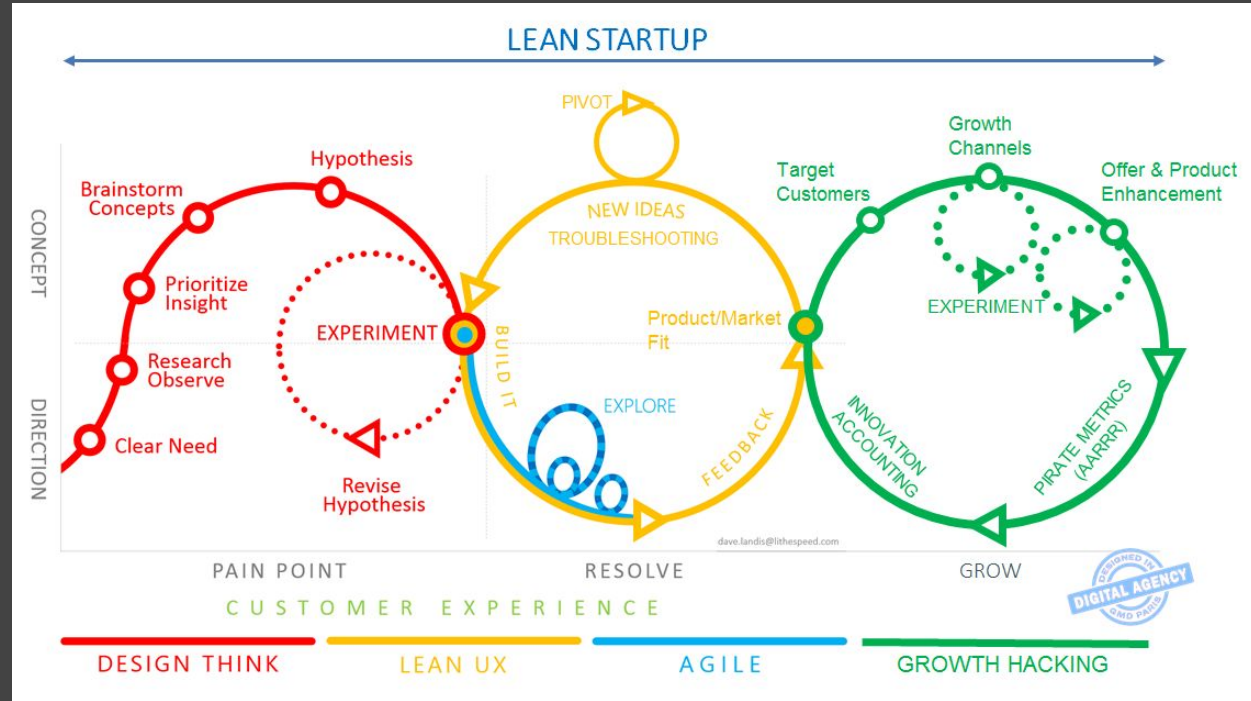 LEAN STARTUP
PIVOT
Hypothesis
Brainstorm
Concepts
Prioritize
Insight
Research
Observe
Clear Need
EXPERIMENT
Revise
Hypothesis
NEW IDEAS
TROUBLESHOOTING
BUILD IT
EXPLORE
FEEDBACK
Product/Market
Fit
Target
Customers
Growth
Channels
Offer & Product
Enhancement
EXPERIMENT
INNOVATION
ACCOUNTING
PIRATE METRICS
(AARRR)
CONCEPT
DIRECTION
dave.landis@lithespeed.com
PAIN POINT
RESOLVE
GROW
CUSTOMER EXPERIENCE
DESIGNED IN
DIGITAL AGENCY
GMD PARIS
DESIGN THINK
LEAN UX
AGILE
GROWTH HACKING